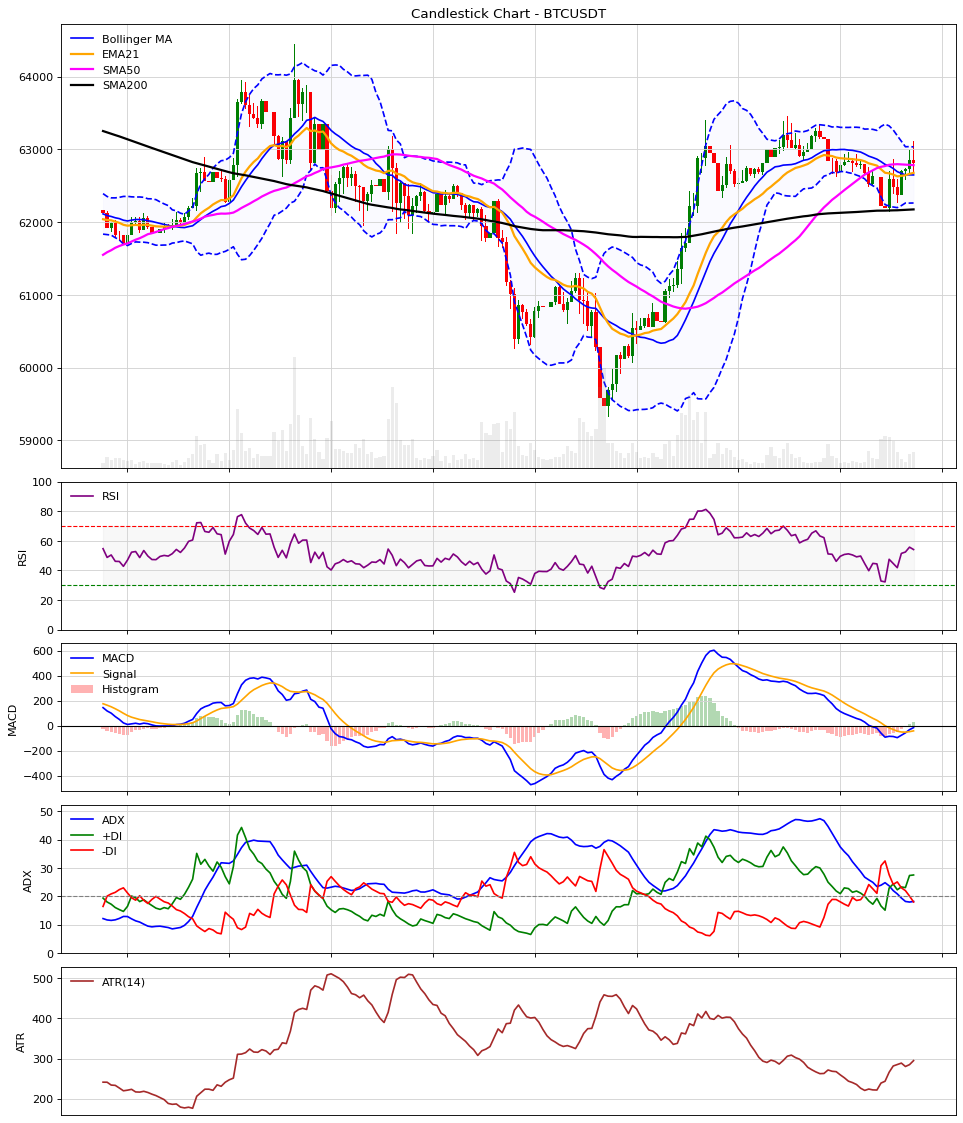 Candlestick Chart - BTCUSDT
Bollinger MA
EMA21
SMA50
SMA200
64000
63000
62000
61000
60000
59000
RSI
RSI
100
80
60
40
20
0
MACD
Signal
Histogram
MACD
600
400
200
0
−200
−400
ADX
+DI
-DI
ADX
50
40
30
20
10
0
ATR(14)
ATR
500
400
300
200